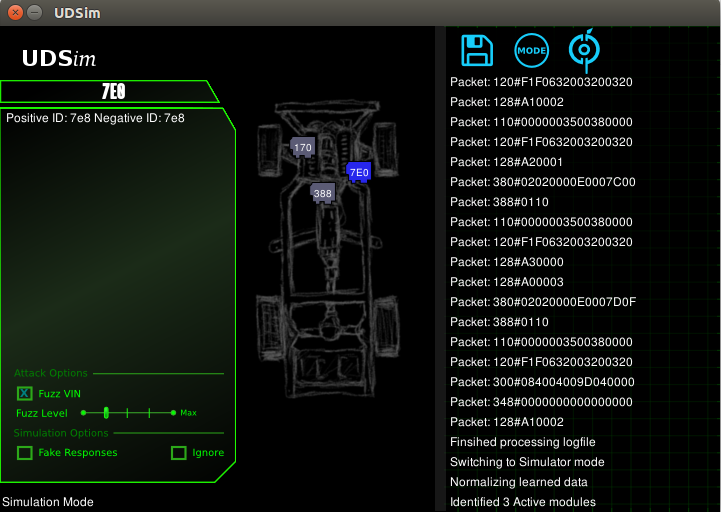 UDSim
UDSim
7E0
Positive ID: 7e8 Negative ID: 7e8
Attack Options
X Fuzz VIN
Fuzz Level Max
Simulation Options
Fake Responses Ignore
Simulation Mode
170
7E0
388
MODE
Packet: 120#F1F0632003200320
Packet: 128#A10002
Packet: 110#0000003500380000
Packet: 120#F1F0632003200320
Packet: 128#A20001
Packet: 380#02020000E0007C00
Packet: 388#0110
Packet: 110#0000003500380000
Packet: 120#F1F0632003200320
Packet: 128#A30000
Packet: 128#A00003
Packet: 380#02020000E0007D0F
Packet: 388#0110
Packet: 110#0000003500380000
Packet: 120#F1F0632003200320
Packet: 300#084004009D040000
Packet: 348#0000000000000000
Packet: 128#A10002
Finsihed processing logfile
Switching to Simulator mode
Normalizing learned data
Identified 3 Active modules